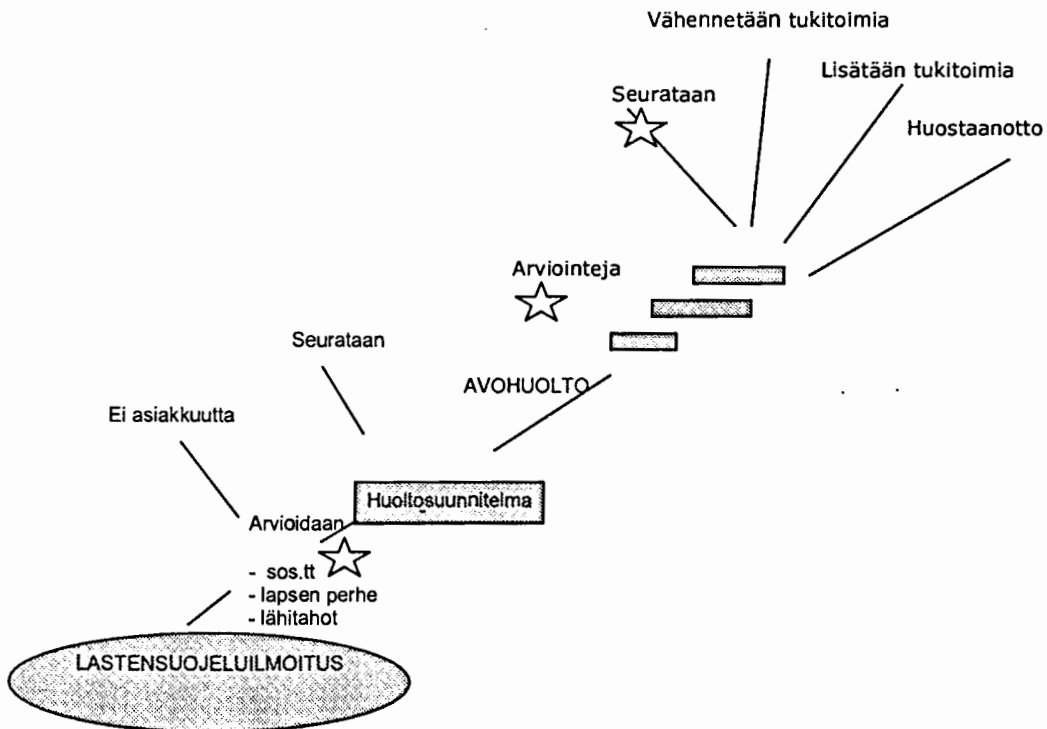 Vähennetään tukitoimia
Lisätään tukitoimia
Seurataan
Huostaanotto
Arviointeja
Seurataan
AVOHUOLTO
Ei asiakkuutta
Huoltosuunnitelma
Arvioidaan
- sos.tt
- lapsen perhe
- lähitahot
LASTENSUOJELUILMOITUS